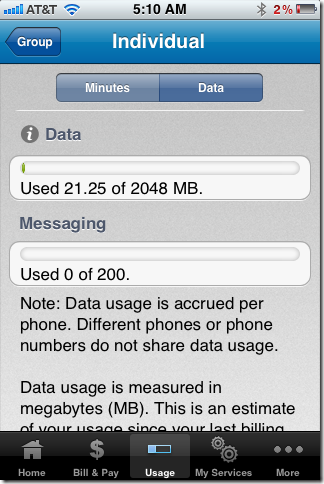 AT&T 5:10 AM 2%
Group Individual
Minutes Data
i Data
Used 21.25 of 2048 MB.
Messaging
Used 0 of 200.
Note: Data usage is accrued per
phone. Different phones or phone
numbers do not share data usage.
Data usage is measured in
megabytes (MB). This is an estimate
of your usage since your last billing
Home $ Bill & Pay Usage My Services More